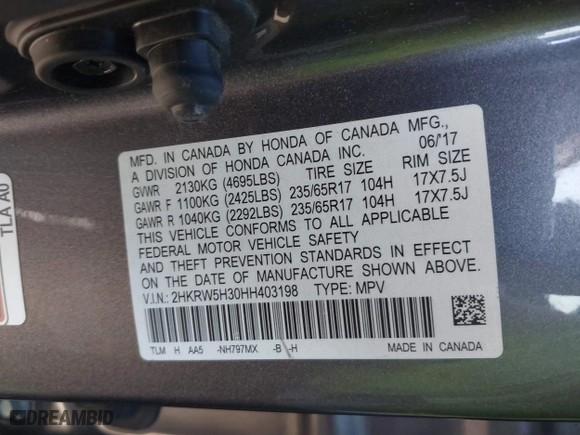 TLA A0
MFD. IN CANADA BY HONDA OF CANADA MFG.,
A DIVISION OF HONDA CANADA INC. 06/'17
GVWR 2130KG (4695LBS) TIRE SIZE RIM SIZE
GAWR F 1100KG (2425LBS) 235/65R17 104H 17X7.5J
GAWR R 1040KG (2292LBS) 235/65R17 104H 17X7.5J
THIS VEHICLE CONFORMS TO ALL APPLICABLE
FEDERAL MOTOR VEHICLE SAFETY
AND THEFT PREVENTION STANDARDS IN EFFECT
ON THE DATE OF MANUFACTURE SHOWN ABOVE.
V.I.N.: 2HKRW5H30HH403198 TYPE: MPV
TLM H AA5 -NH797MX -B -H
MADE IN CANADA
DREAMBID